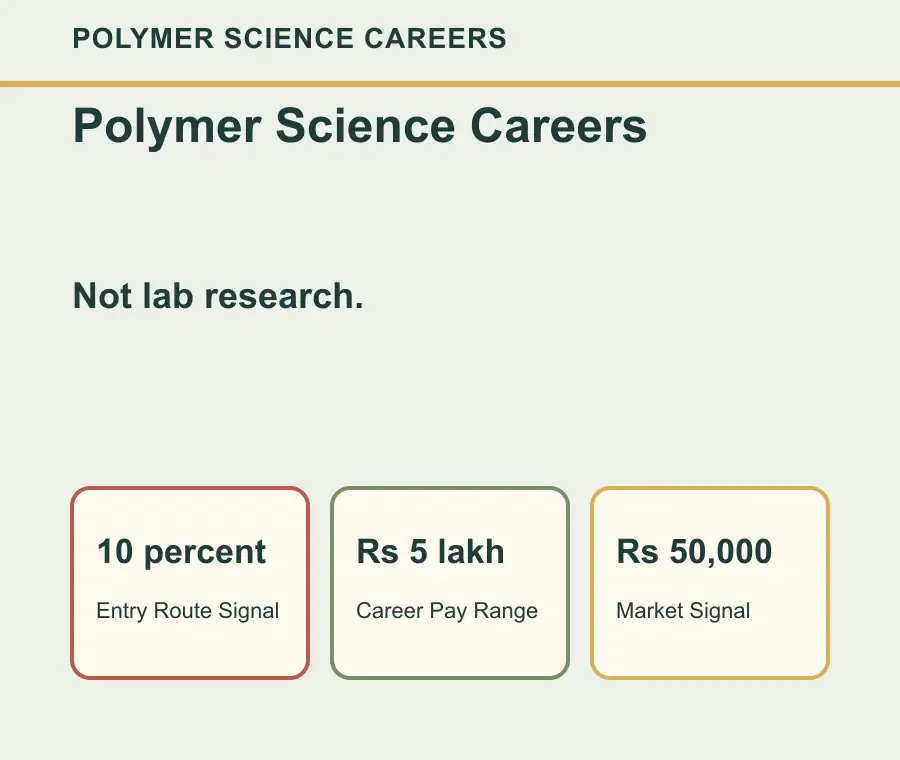 POLYMER SCIENCE CAREERS
Polymer Science Careers
Not lab research.
10 percent
Entry Route Signal
Rs 5 lakh
Career Pay Range
Rs 50,000
Market Signal